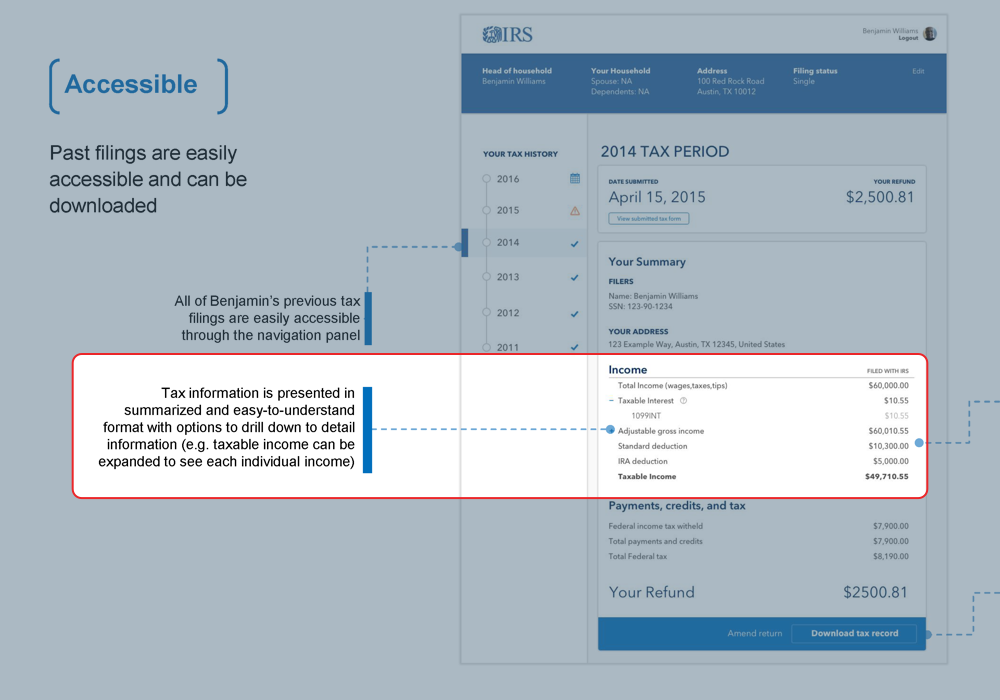 IRS
Benjamin Williams
Logout
Head of household
Benjamin Williams
Your Household
Spouse: NA
Dependents: NA
Address
100 Red Rock Road
Austin, TX 10012
Filing status
Single
Edit
Accessible
Past filings are easily
accessible and can be
downloaded
All of Benjamin’s previous tax
filings are easily accessible
through the navigation panel
Tax information is presented in
summarized and easy-to-understand
format with options to drill down to detail
information (e.g. taxable income can be
expanded to see each individual income)
YOUR TAX HISTORY
2016
2015
2014
2013
2012
2011
2014 TAX PERIOD
DATE SUBMITTED
April 15, 2015
View submitted tax form
YOUR REFUND
$2,500.81
Your Summary
FILERS
Name: Benjamin Williams
SSN: 123-90-1234
YOUR ADDRESS
123 Example Way, Austin, TX 12345, United States
Income FILED WITH IRS
Total Income (wages,taxes,tips) $60,000.00
– Taxable Interest ? $10.55
1099INT $10.55
Adjustable gross income $60,010.55
Standard deduction $10,300.00
IRA deduction $5,000.00
Taxable Income $49,710.55
Payments, credits, and tax
Federal income tax witheld $7,900.00
Total payments and credits $7,900.00
Total Federal tax $8,190.00
Your Refund $2500.81
Amend return Download tax record